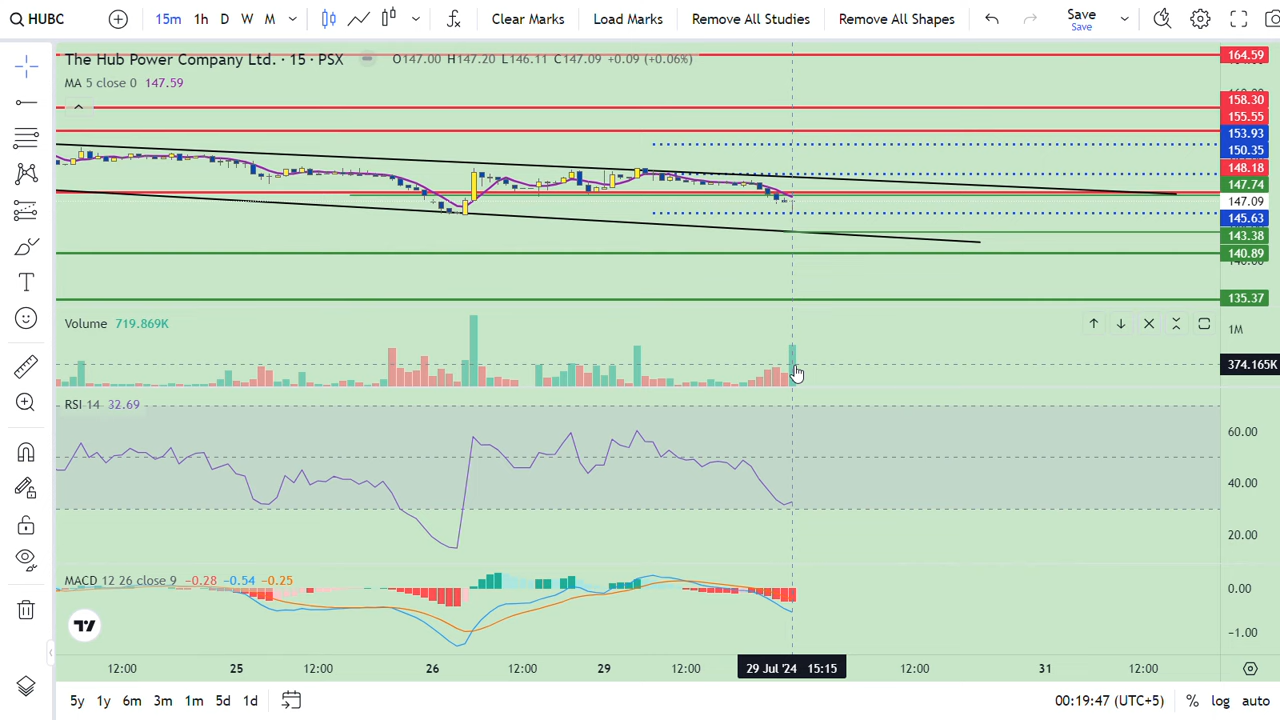 HUBC 15m 1h D W M Clear Marks Load Marks Remove All Studies Remove All Shapes Save
Save
The Hub Power Company Ltd. · 15 · PSX O147.00 H147.20 L146.11 C147.09 +0.09 (+0.06%)
MA 5 close 0 147.59
164.59
158.30
155.55
153.93
150.35
148.18
147.74
147.09
145.63
143.38
140.89
135.37
Volume 719.869K
1M
374.165K
RSI 14 32.69
60.00
40.00
20.00
MACD 12 26 close 9 −0.28 −0.54 −0.25
0.00
−1.00
12:00 25 12:00 26 12:00 29 12:00 29 Jul '24 15:15 12:00 31 12:00
5y 1y 6m 3m 1m 5d 1d 00:19:47 (UTC+5) % log auto